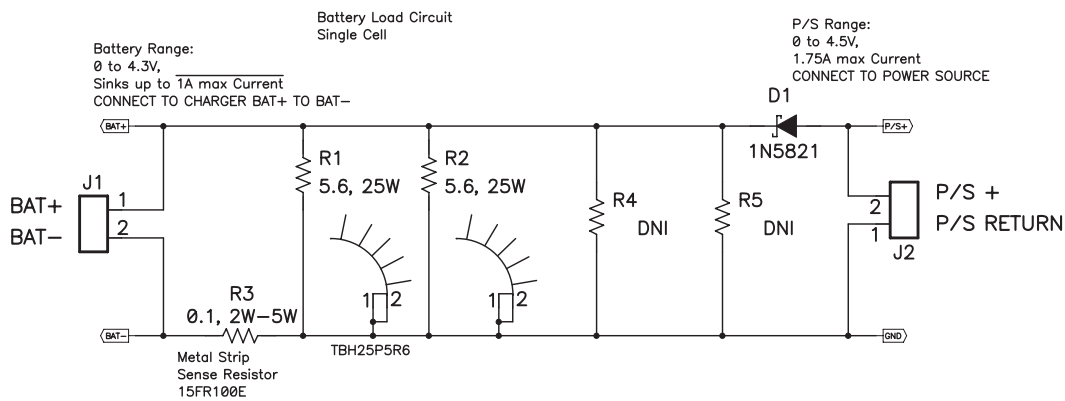 Battery Load Circuit
Single Cell
P/S Range:
0 to 4.5V,
1.75A max Current
CONNECT TO POWER SOURCE
Battery Range:
0 to 4.3V,
Sinks up to 1A max Current
CONNECT TO CHARGER BAT+ TO BAT-
D1
1N5821
BAT+
P/S+
R1
5.6, 25W
R2
5.6, 25W
R4
DNI
R5
DNI
J1
BAT+ 1
BAT- 2
2 P/S +
1 P/S RETURN
J2
R3
0.1, 2W-5W
1 2
1 2
BAT-
GND
TBH25P5R6
Metal Strip
Sense Resistor
15FR100E